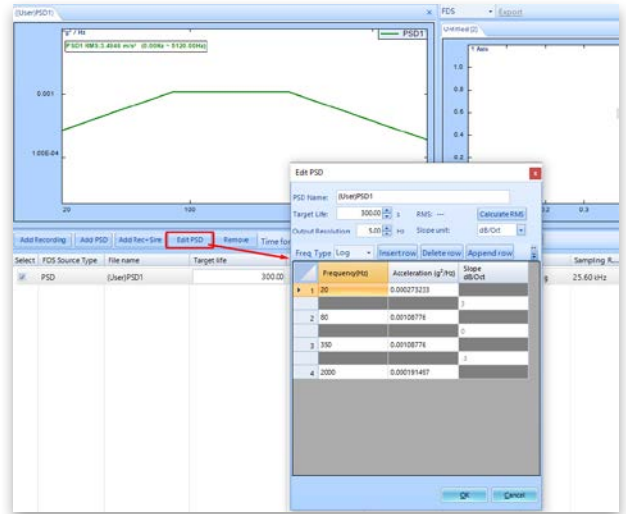 (User)PSD1
×
FDS
Export
g² / Hz
PSD1
PSD1 RMS:3.4846 m/s² (0.00Hz ~ 5120.00Hz)
0.001
1.00E-04
20
100
Untitled (2)
1 Axis
1.0
0.8
0.6
0.4
0.2
0.2
0.3
Add Recording
Add PSD
Add Rec+Sine
Edit PSD
Remove
Time for
Select
FDS Source Type
File name
Target life
Sampling R...
PSD
(User)PSD1
300.00
g
25.60 kHz
Edit PSD
x
PSD Name:
(User)PSD1
Target Life:
300.00
s
RMS: ---
Calculate RMS
Output Resolution
5.00
Hz
Slope unit:
dB/Oct
Freq Type
Log
Insert row
Delete row
Append row
Frequency(Hz)
Acceleration (g²/Hz)
Slope
dB/Oct
1
20
0.000273233
3
2
80
0.00108776
0
3
350
0.00108776
-3
4
2000
0.000191497
OK
Cancel